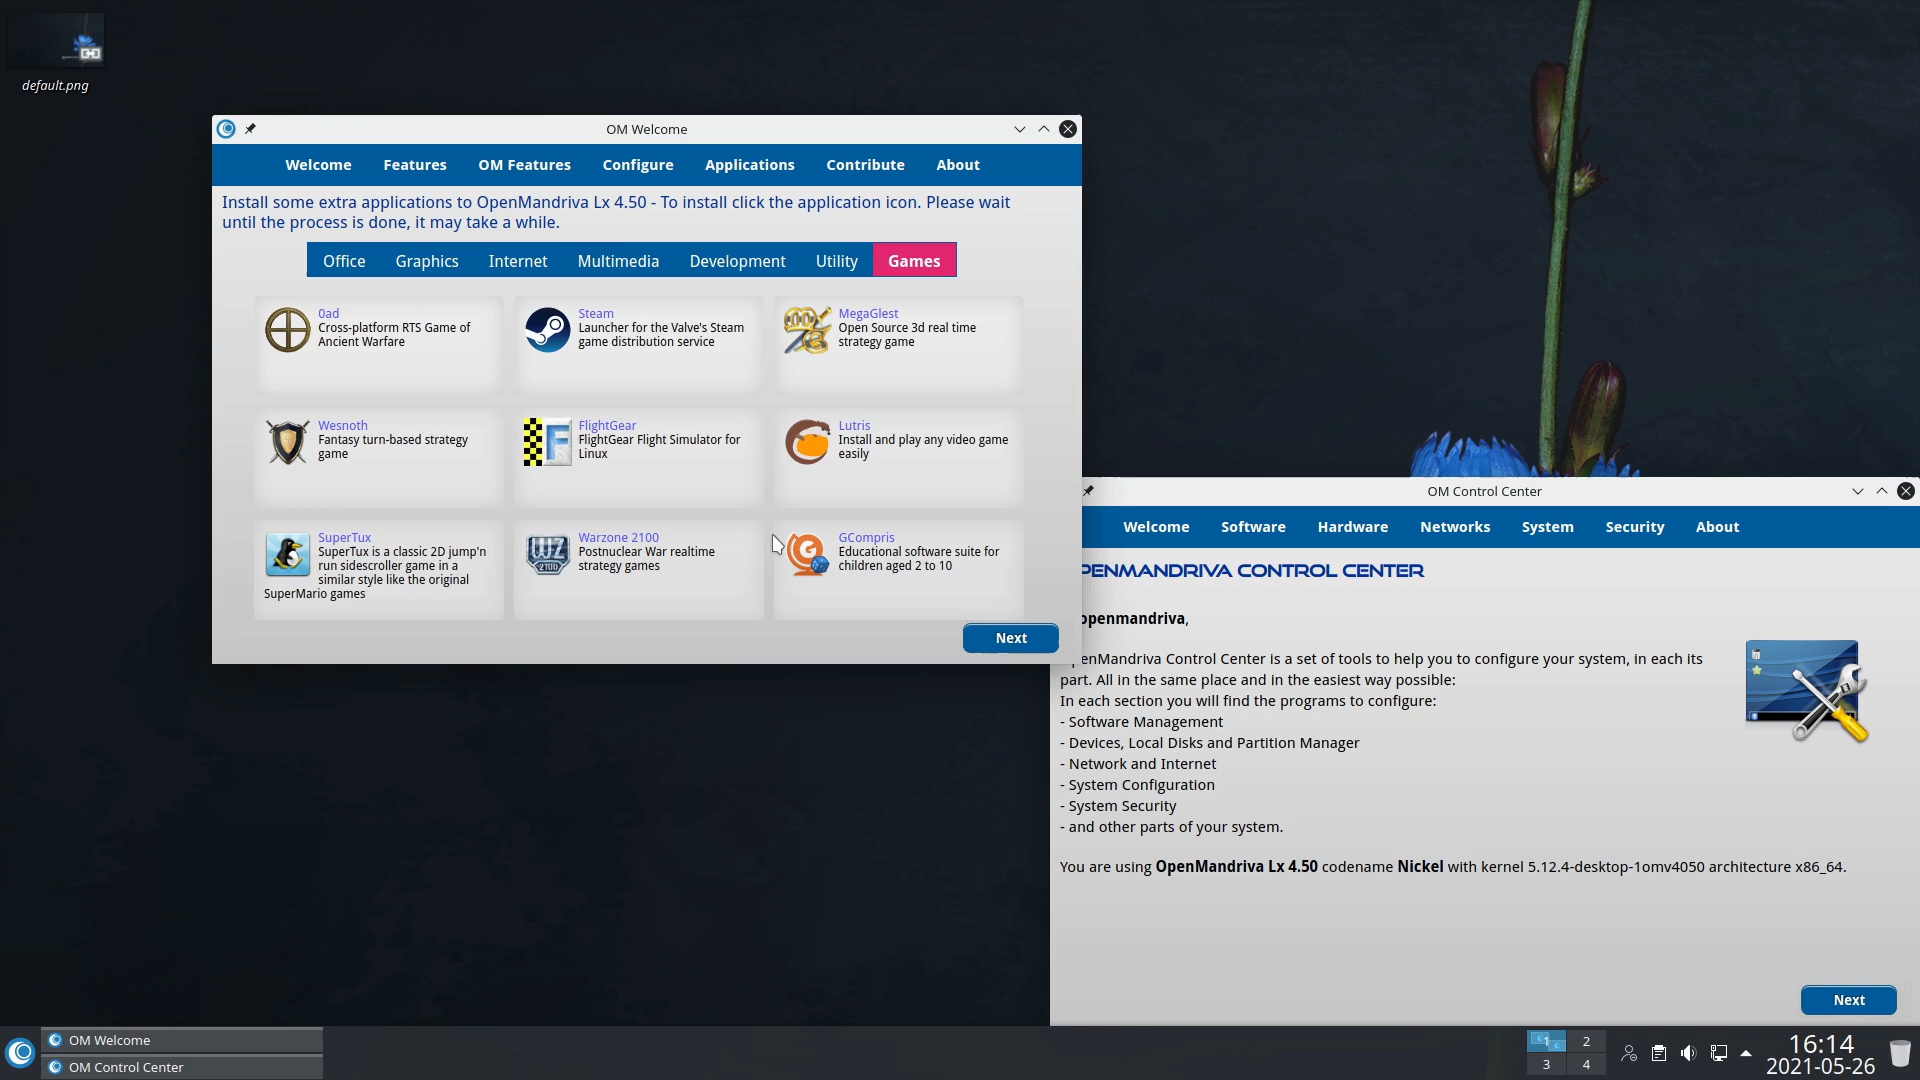 default.png
OM Welcome
Welcome Features OM Features Configure Applications Contribute About
Install some extra applications to OpenMandriva Lx 4.50 - To install click the application icon. Please wait
until the process is done, it may take a while.
Office Graphics Internet Multimedia Development Utility Games
0ad
Cross-platform RTS Game of
Ancient Warfare
Steam
Launcher for the Valve's Steam
game distribution service
MegaGlest
Open Source 3d real time
strategy game
Wesnoth
Fantasy turn-based strategy
game
FlightGear
FlightGear Flight Simulator for
Linux
Lutris
Install and play any video game
easily
SuperTux
SuperTux is a classic 2D jump'n
run sidescroller game in a
similar style like the original
SuperMario games
WZ
2100
Warzone 2100
Postnuclear War realtime
strategy games
GCompris
Educational software suite for
children aged 2 to 10
Next
OM Control Center
Welcome Software Hardware Networks System Security About
PENMANDRIVA CONTROL CENTER
openmandriva,
enMandriva Control Center is a set of tools to help you to configure your system, in each its
part. All in the same place and in the easiest way possible:
In each section you will find the programs to configure:
- Software Management
- Devices, Local Disks and Partition Manager
- Network and Internet
- System Configuration
- System Security
- and other parts of your system.
You are using OpenMandriva Lx 4.50 codename Nickel with kernel 5.12.4-desktop-1omv4050 architecture x86_64.
Next
OM Welcome
OM Control Center
1 2
3 4
16:14
2021-05-26